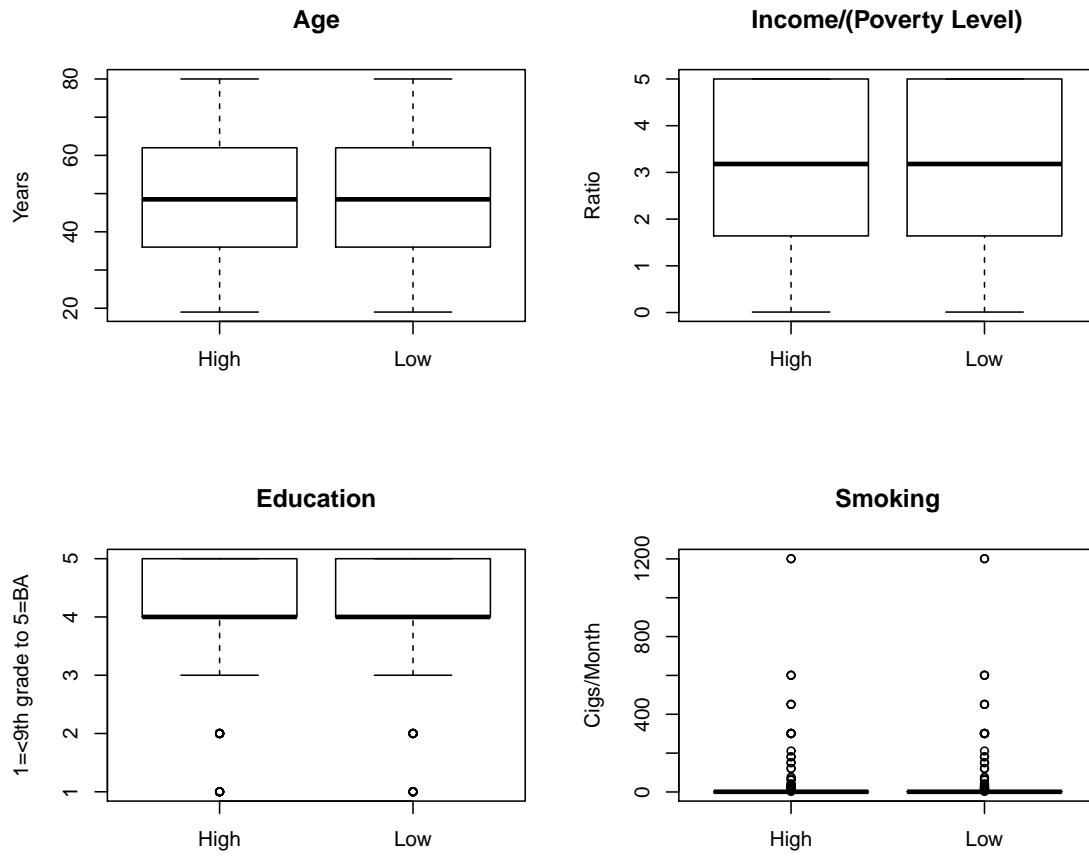 Age
Years
80
60
40
20
High
Low
Income/(Poverty Level)
Ratio
5
4
3
2
1
0
High
Low
Education
1=<9th grade to 5=BA
5
4
3
2
1
High
Low
Smoking
Cigs/Month
1200
800
400
0
High
Low